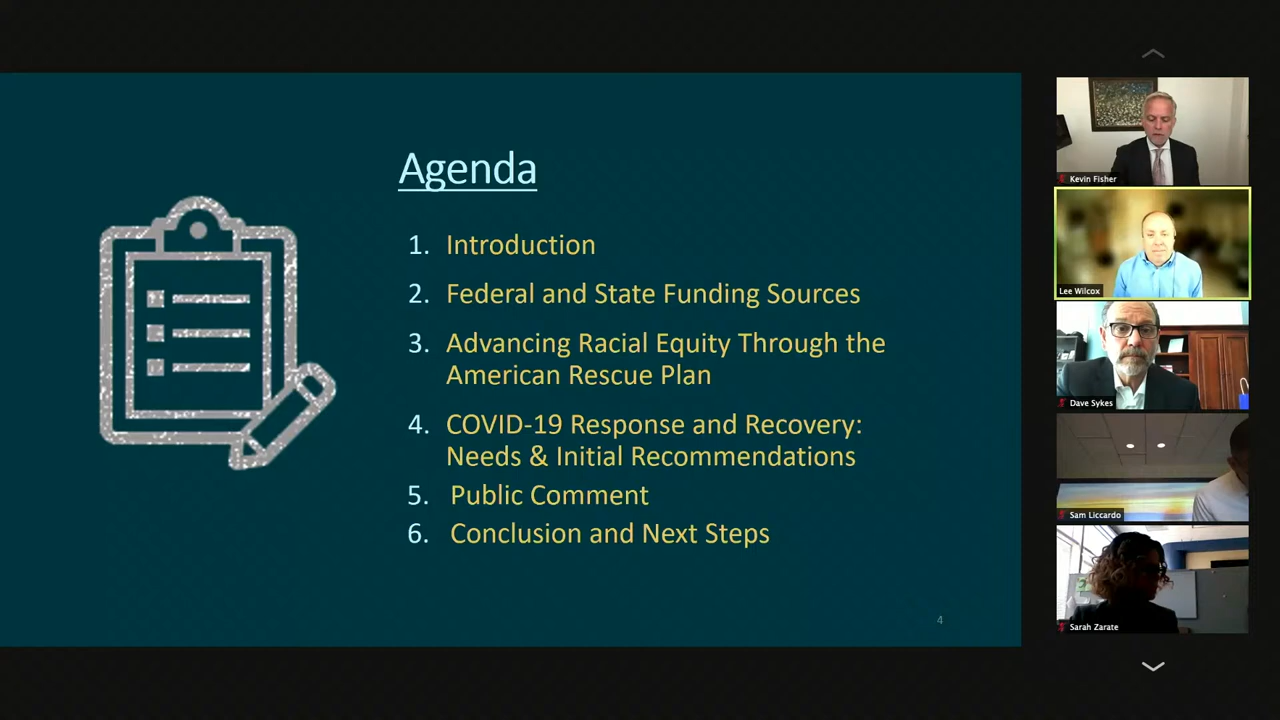 Agenda
1. Introduction
2. Federal and State Funding Sources
3. Advancing Racial Equity Through the
American Rescue Plan
4. COVID-19 Response and Recovery:
Needs & Initial Recommendations
5. Public Comment
6. Conclusion and Next Steps
4
Kevin Fisher
Lee Wilcox
Dave Sykes
Sam Liccardo
Sarah Zarate